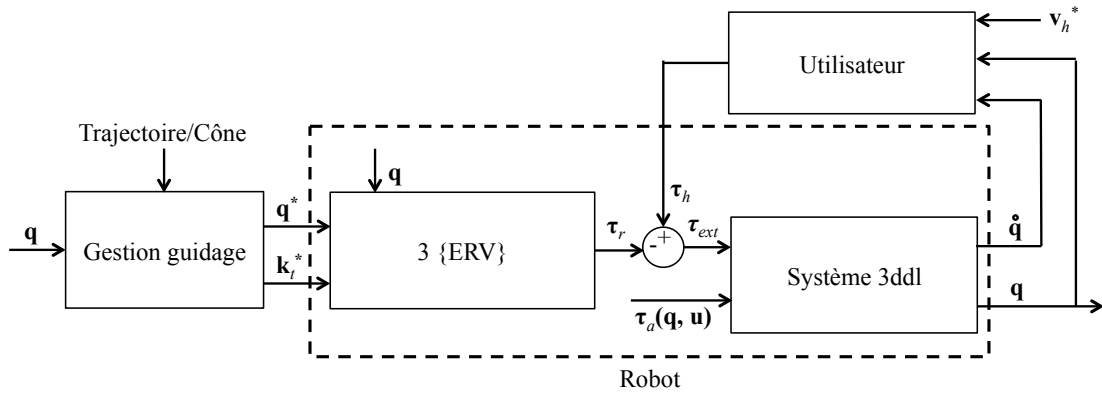 v_h*
Utilisateur
Trajectoire/Cône
q
τ_h
q
Gestion guidage
q*
k_t*
3 {ERV}
τ_r
- +
τ_ext
τ_a(q, u)
Système 3ddl
q̊
q
Robot